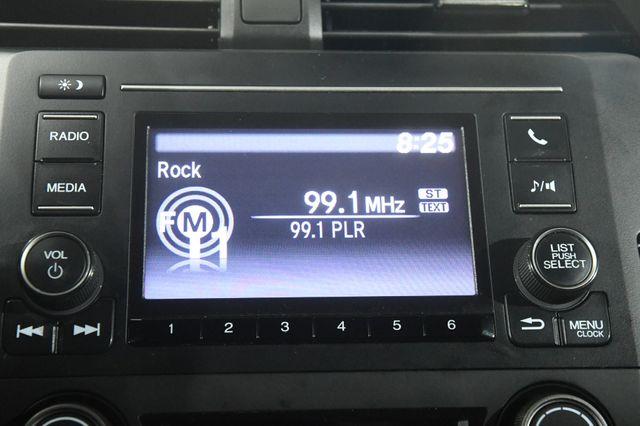 8:25
RADIO
Rock
MEDIA
99.1 MHz
ST
TEXT
99.1 PLR
FM
VOL
LIST
PUSH
SELECT
1 2 3 4 5 6
MENU
CLOCK